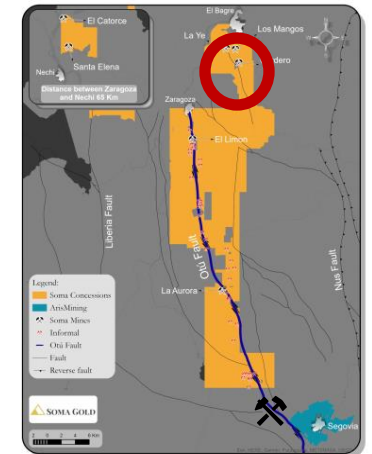 El Bagre
El Catorce
La Ye
Los Mangos
Santa Elena
Nechi
Distance between Zaragoza
and Nechi 65 Km
Zaragoza
El Limon
Liberia Fault
Otú Fault
Nus Fault
La Aurora
Legend:
Soma Concessions
ArisMining
Soma Mines
Informal
Otú Fault
Fault
Reverse fault
SOMA GOLD
Segovia